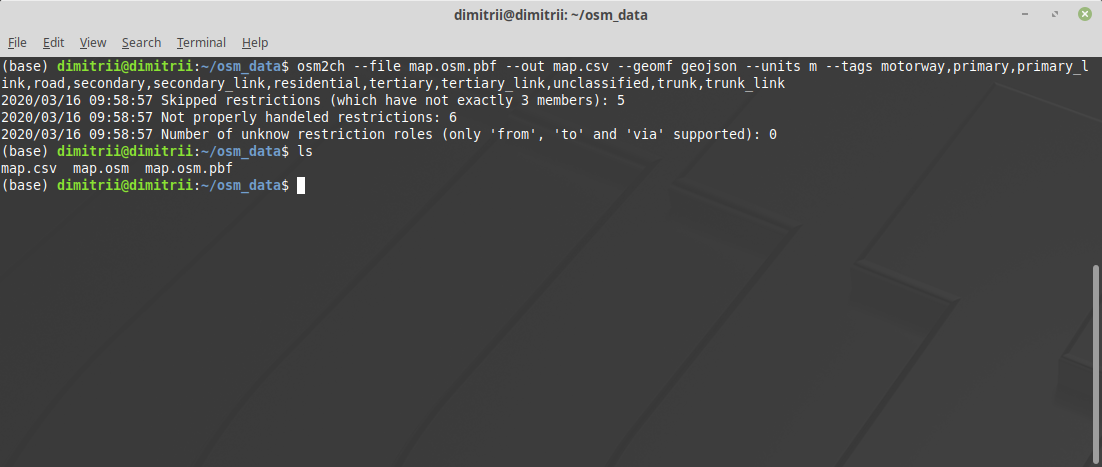 dimitrii@dimitrii: ~/osm_data
File Edit View Search Terminal Help
(base) dimitrii@dimitrii:~/osm_data$ osm2ch --file map.osm.pbf --out map.csv --geomf geojson --units m --tags motorway,primary,primary_l
ink,road,secondary,secondary_link,residential,tertiary,tertiary_link,unclassified,trunk,trunk_link
2020/03/16 09:58:57 Skipped restrictions (which have not exactly 3 members): 5
2020/03/16 09:58:57 Not properly handeled restrictions: 6
2020/03/16 09:58:57 Number of unknow restriction roles (only 'from', 'to' and 'via' supported): 0
(base) dimitrii@dimitrii:~/osm_data$ ls
map.csv  map.osm  map.osm.pbf
(base) dimitrii@dimitrii:~/osm_data$